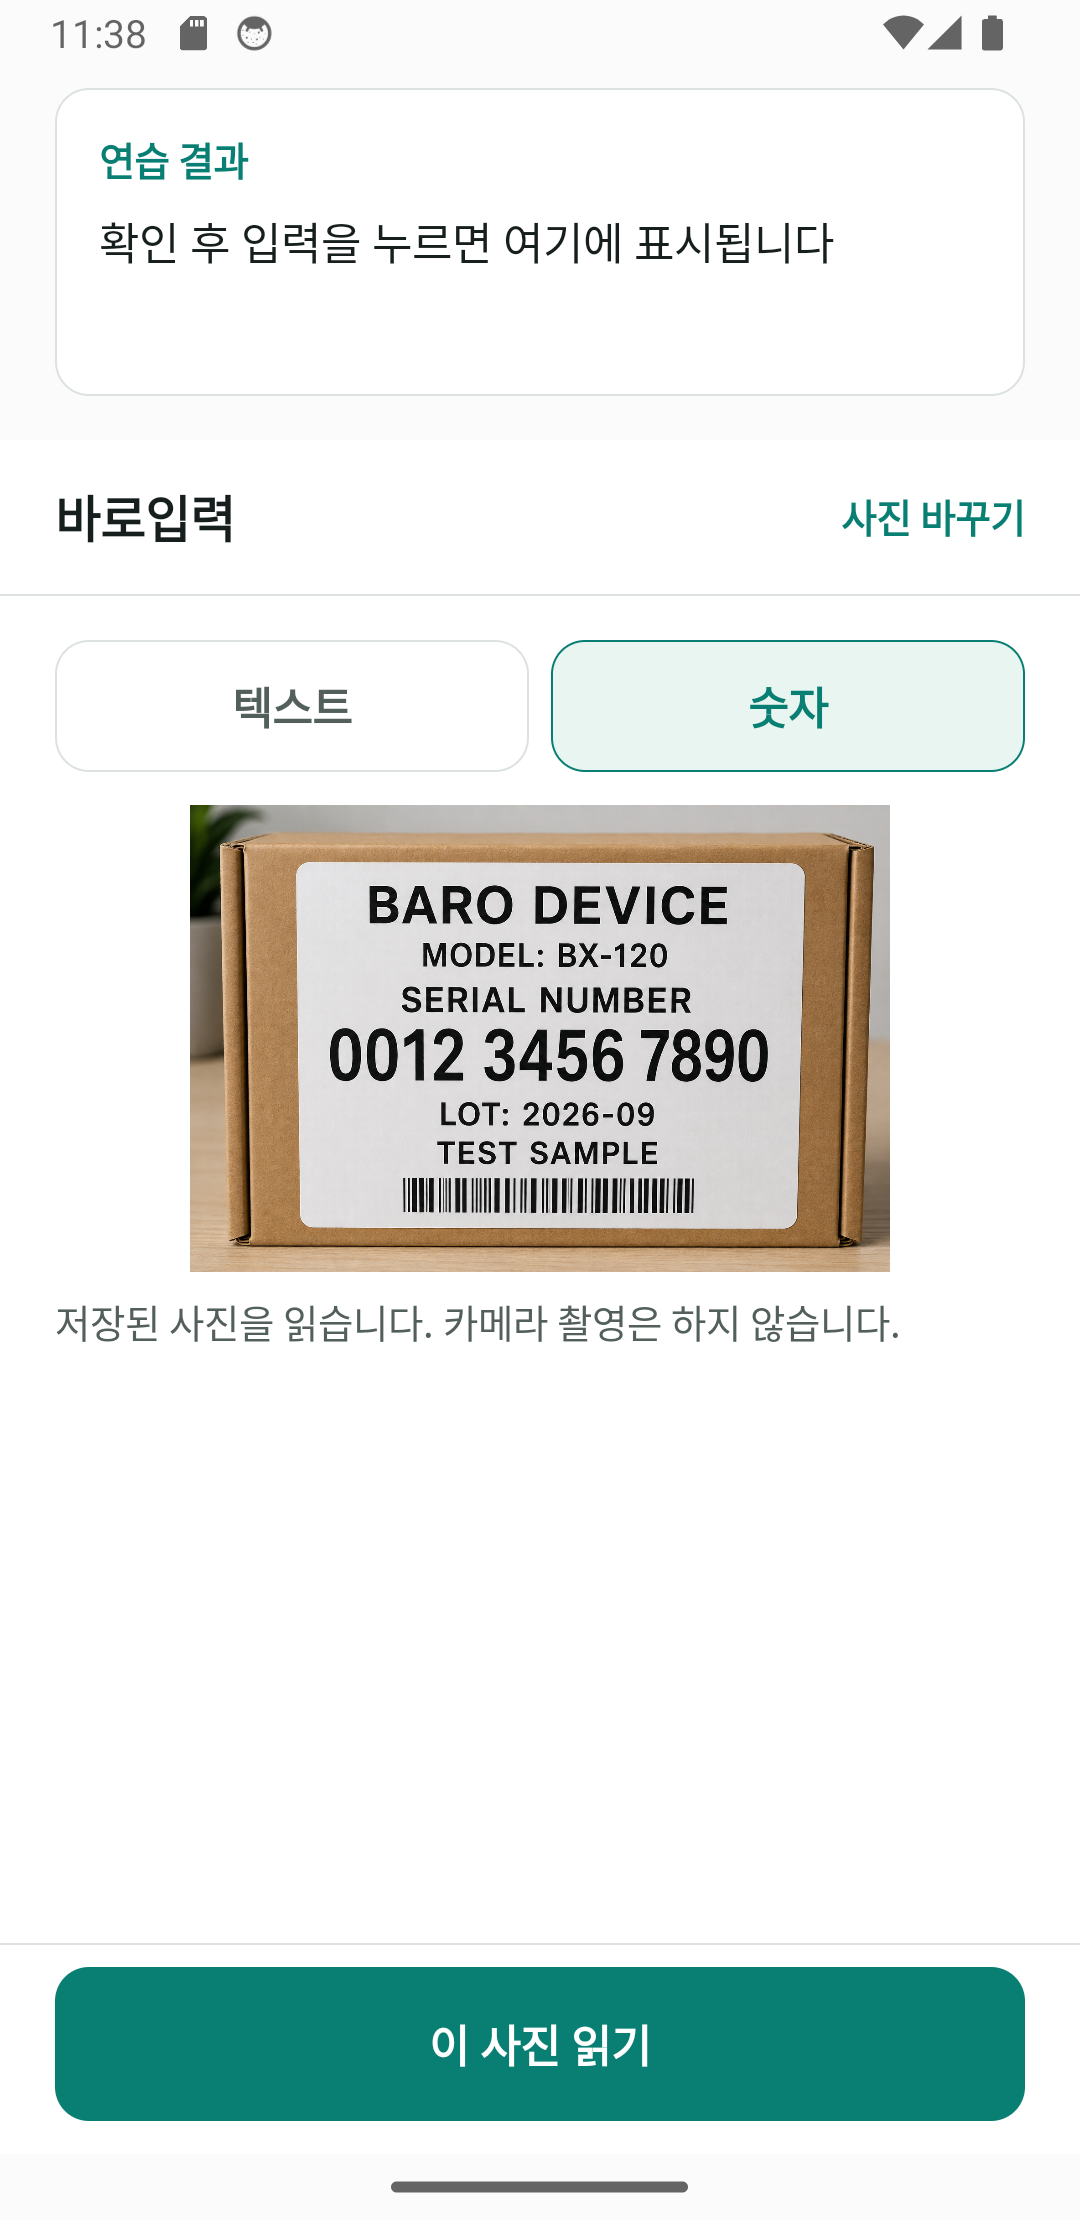 11:38
연습 결과
확인 후 입력을 누르면 여기에 표시됩니다
바로입력
사진 바꾸기
텍스트
숫자
BARO DEVICE
MODEL: BX-120
SERIAL NUMBER
0012 3456 7890
LOT: 2026-09
TEST SAMPLE
저장된 사진을 읽습니다. 카메라 촬영은 하지 않습니다.
이 사진 읽기